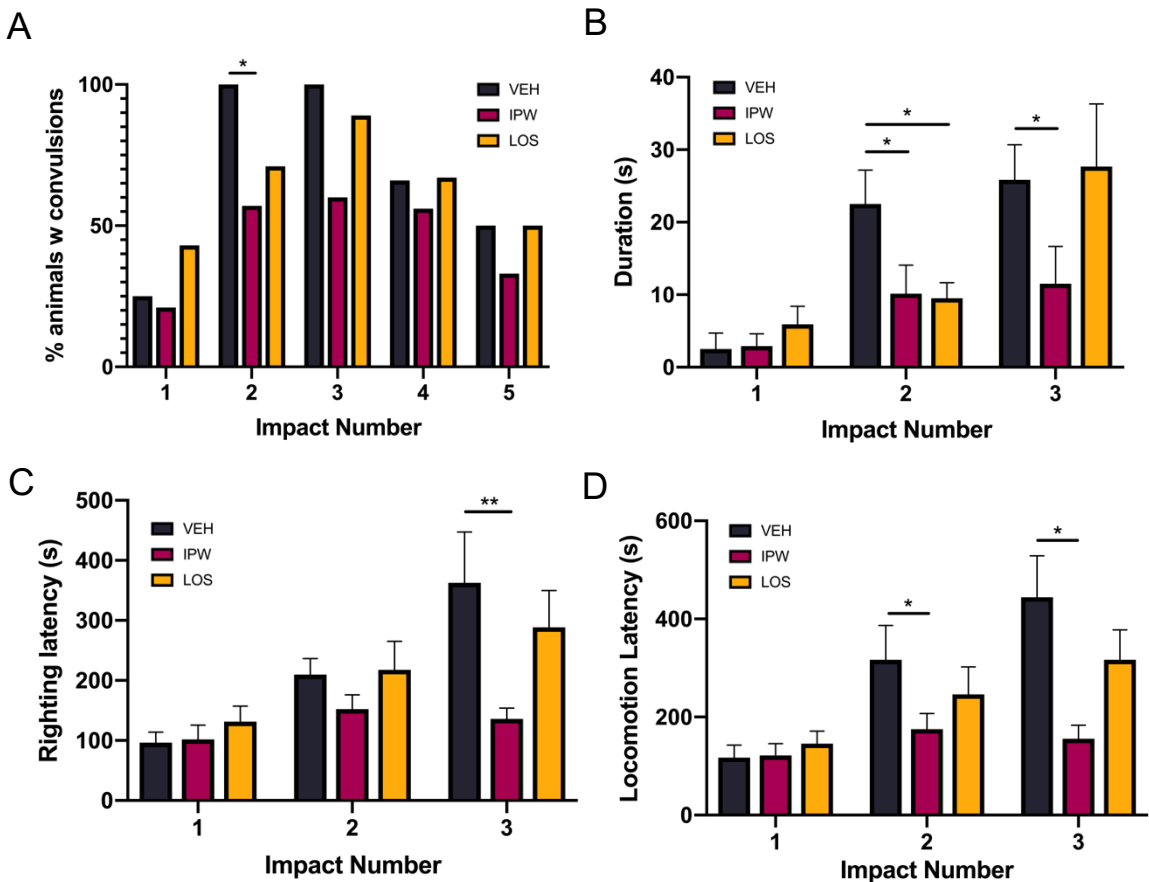 A
% animals w convulsions
100
50
0
*
VEH
IPW
LOS
1 2 3 4 5
Impact Number
B
Duration (s)
40
30
20
10
0
VEH
IPW
LOS
*
*
*
1 2 3
Impact Number
C
Righting latency (s)
500
400
300
200
100
0
VEH
IPW
LOS
**
1 2 3
Impact Number
D
Locomotion Latency (s)
600
400
200
0
VEH
IPW
LOS
*
*
1 2 3
Impact Number